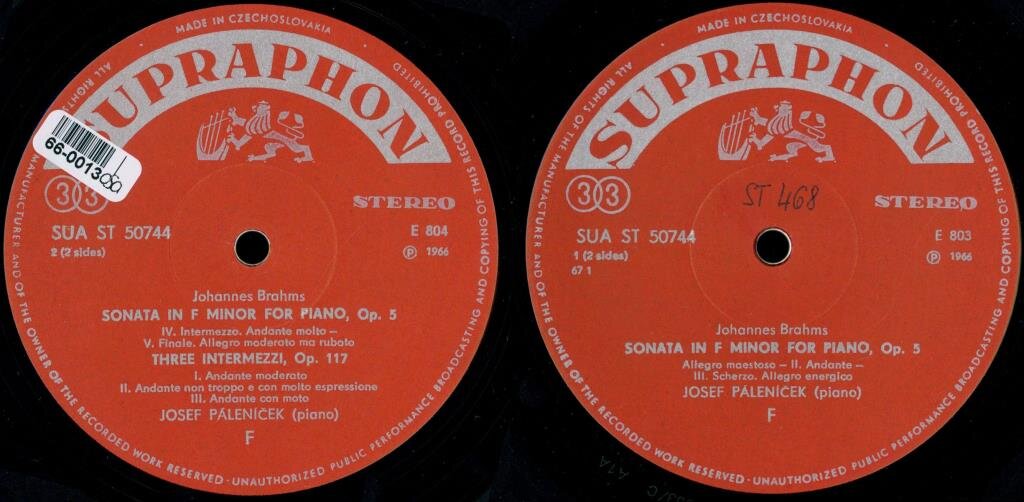 MADE IN CZECHOSLOVAKIA
SUPRAPHON
66-0013
33
STEREO
SUA ST 50744
E 804
2 (2 sides)
Ⓟ 1966
Johannes Brahms
SONATA IN F MINOR FOR PIANO, Op. 5
IV. Intermezzo. Andante molto –
V. Finale. Allegro moderato ma rubato
THREE INTERMEZZI, Op. 117
I. Andante moderato
II. Andante non troppo e con molto espressione
III. Andante con moto
JOSEF PÁLENÍČEK (piano)
F
ALL RIGHTS
MANUFACTURER AND OF THE OWNER OF THE RECORDED WORK RESERVED · UNAUTHORIZED PUBLIC PERFORMANCE BROADCASTING AND COPYING OF THIS RECORD PROHIBITED
MADE IN CZECHOSLOVAKIA
SUPRAPHON
33
ST 468
STEREO
SUA ST 50744
E 803
1 (2 sides)
Ⓟ 1966
67 1
Johannes Brahms
SONATA IN F MINOR FOR PIANO, Op. 5
Allegro maestoso – II. Andante –
III. Scherzo. Allegro energico
JOSEF PÁLENÍČEK (piano)
F
ALL RIGHTS OF THE MANUFACTURER AND OF THE OWNER OF THE RECORDED WORK RESERVED · UNAUTHORIZED PUBLIC PERFORMANCE BROADCASTING AND COPYING OF THIS RECORD PROHIBITED